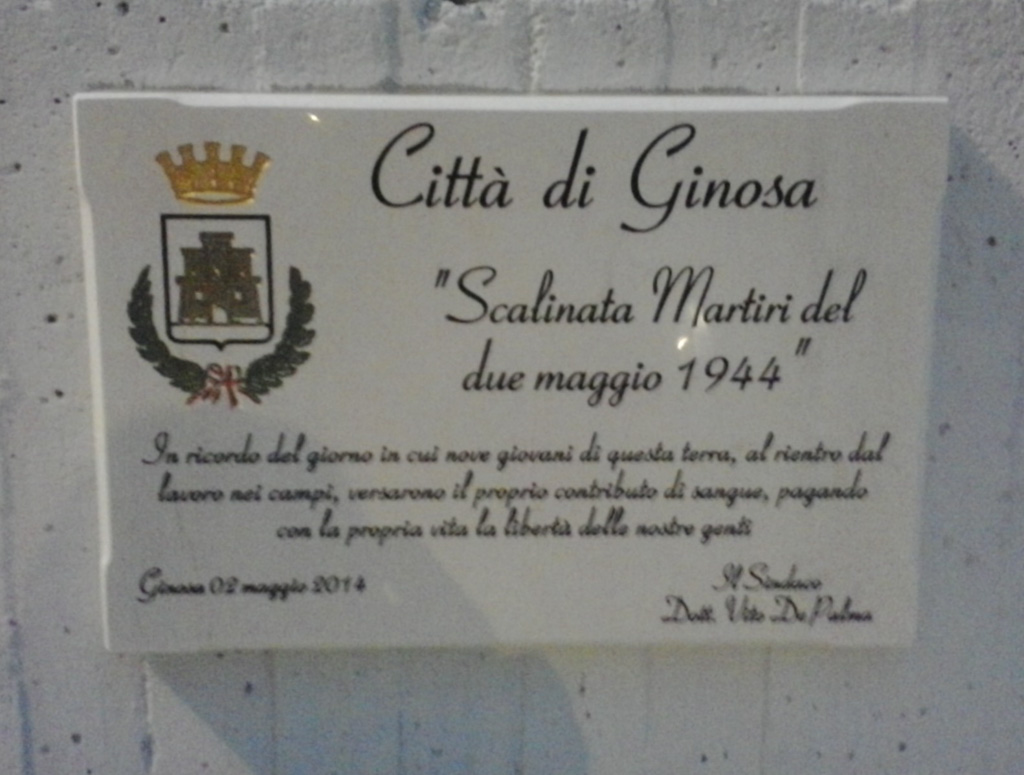 Città di Ginosa
"Scalinata Martiri del
due maggio 1944"
In ricordo del giorno in cui nove giovani di questa terra, al rientro dal
lavoro nei campi, versarono il proprio contributo di sangue, pagando
con la propria vita la libertà delle nostre genti
Ginosa 02 maggio 2014
Il Sindaco
Dott. Vito De Palma